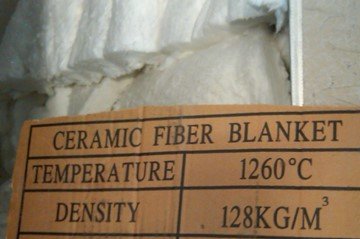 CERAMIC FIBER BLANKET
TEMPERATURE 1260°C
DENSITY 128KG/M³